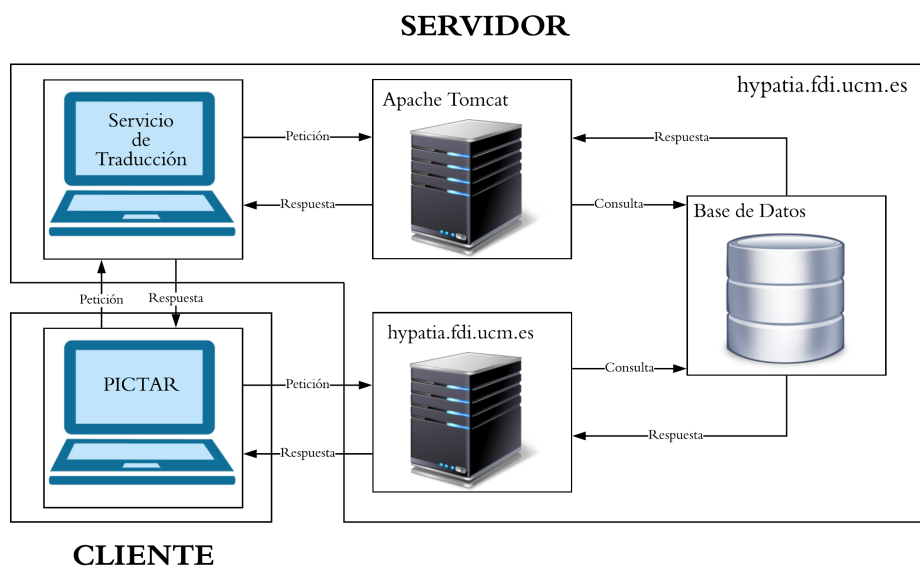 SERVIDOR
hypatia.fdi.ucm.es
Servicio
de
Traducción
Petición
Respuesta
Apache Tomcat
Respuesta
Consulta
Base de Datos
Petición
Respuesta
PICTAR
Petición
Respuesta
hypatia.fdi.ucm.es
Consulta
Respuesta
CLIENTE